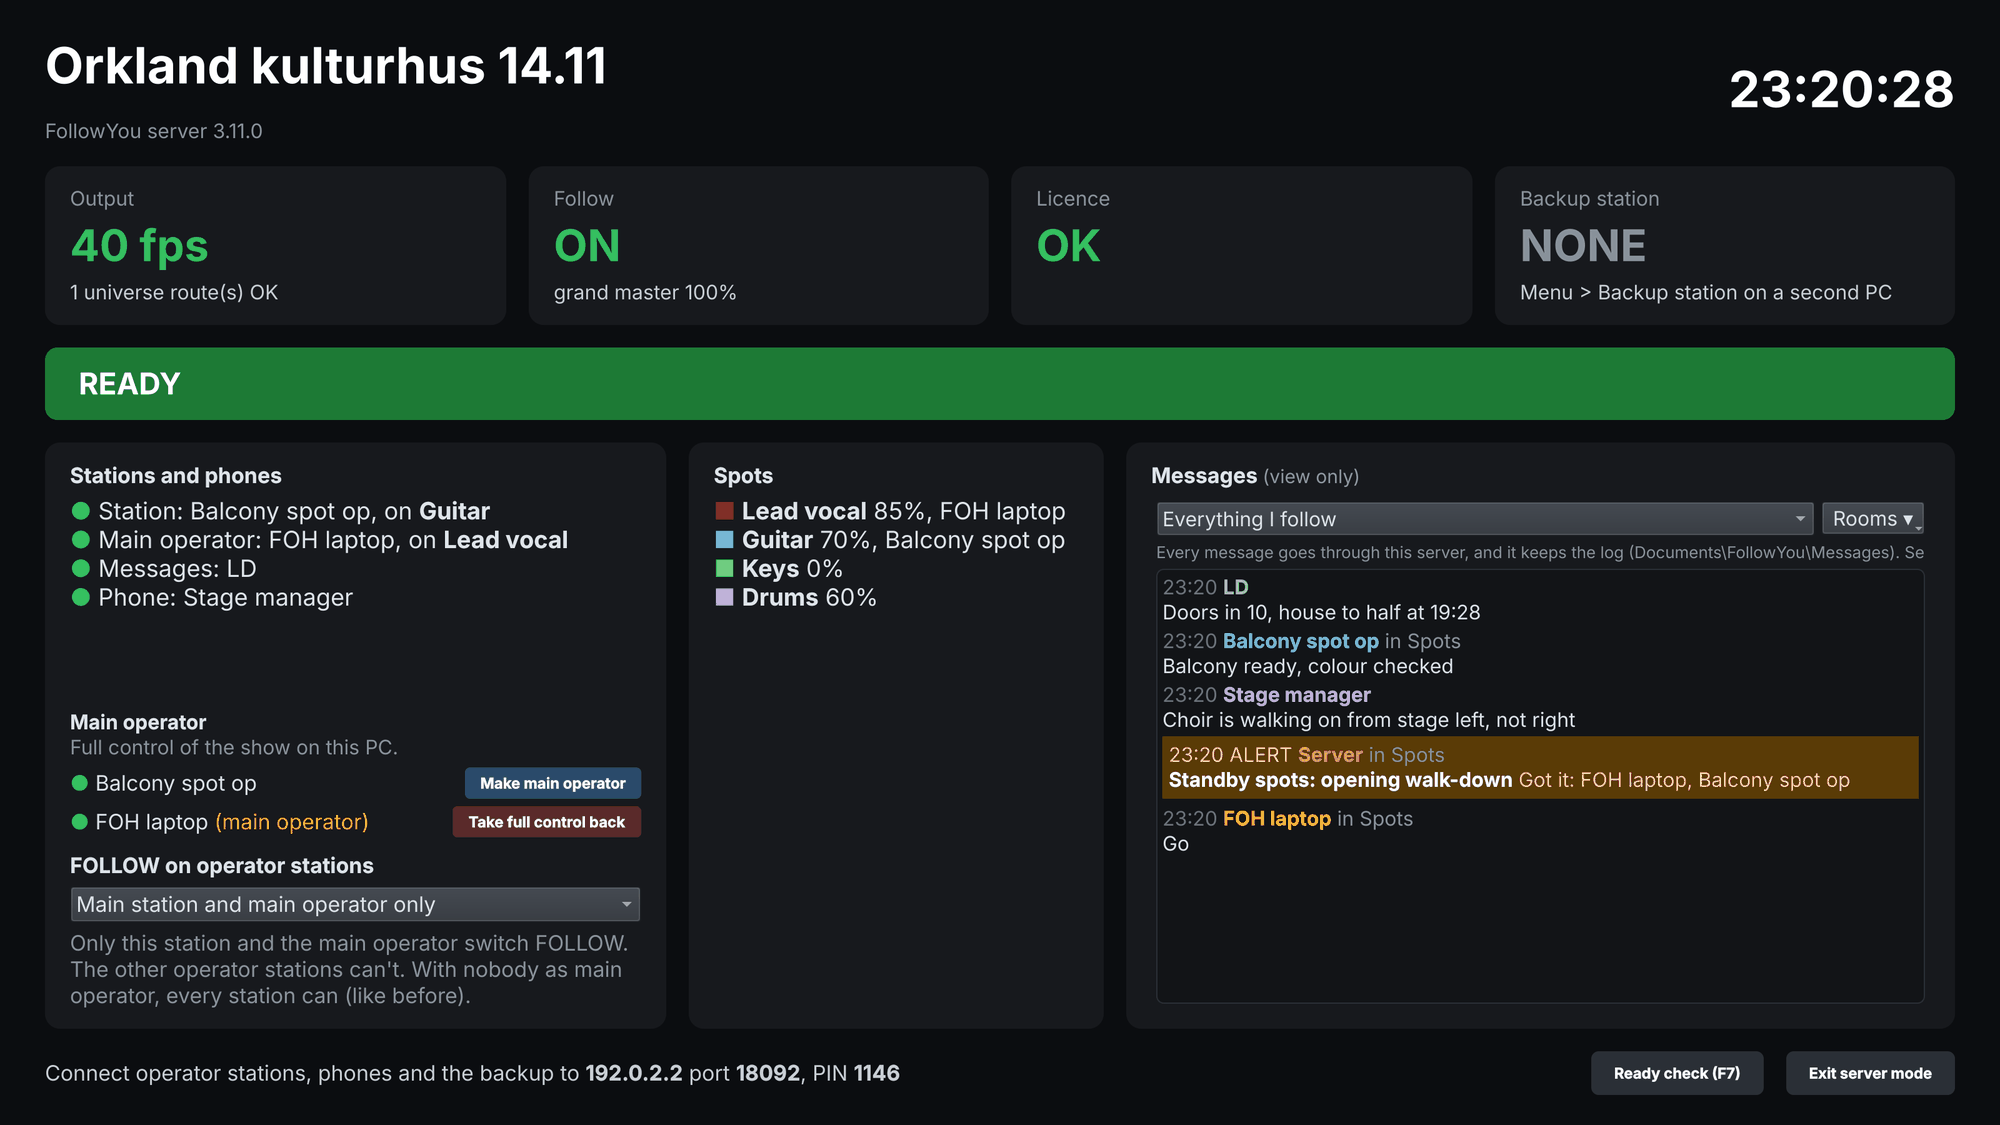 Orkland kulturhus 14.11
23:20:28
FollowYou server 3.11.0
Output
40 fps
1 universe route(s) OK
Follow
ON
grand master 100%
Licence
OK
Backup station
NONE
Menu > Backup station on a second PC
READY
Stations and phones
Station: Balcony spot op, on Guitar
Main operator: FOH laptop, on Lead vocal
Messages: LD
Phone: Stage manager
Main operator
Full control of the show on this PC.
Balcony spot op
Make main operator
FOH laptop (main operator)
Take full control back
FOLLOW on operator stations
Main station and main operator only
Only this station and the main operator switch FOLLOW.
The other operator stations can't. With nobody as main
operator, every station can (like before).
Spots
Lead vocal 85%, FOH laptop
Guitar 70%, Balcony spot op
Keys 0%
Drums 60%
Messages (view only)
Everything I follow
Rooms ▾
Every message goes through this server, and it keeps the log (Documents\FollowYou\Messages). Se
23:20 LD
Doors in 10, house to half at 19:28
23:20 Balcony spot op in Spots
Balcony ready, colour checked
23:20 Stage manager
Choir is walking on from stage left, not right
23:20 ALERT Server in Spots
Standby spots: opening walk-down Got it: FOH laptop, Balcony spot op
23:20 FOH laptop in Spots
Go
Connect operator stations, phones and the backup to 192.0.2.2 port 18092, PIN 1146
Ready check (F7)
Exit server mode